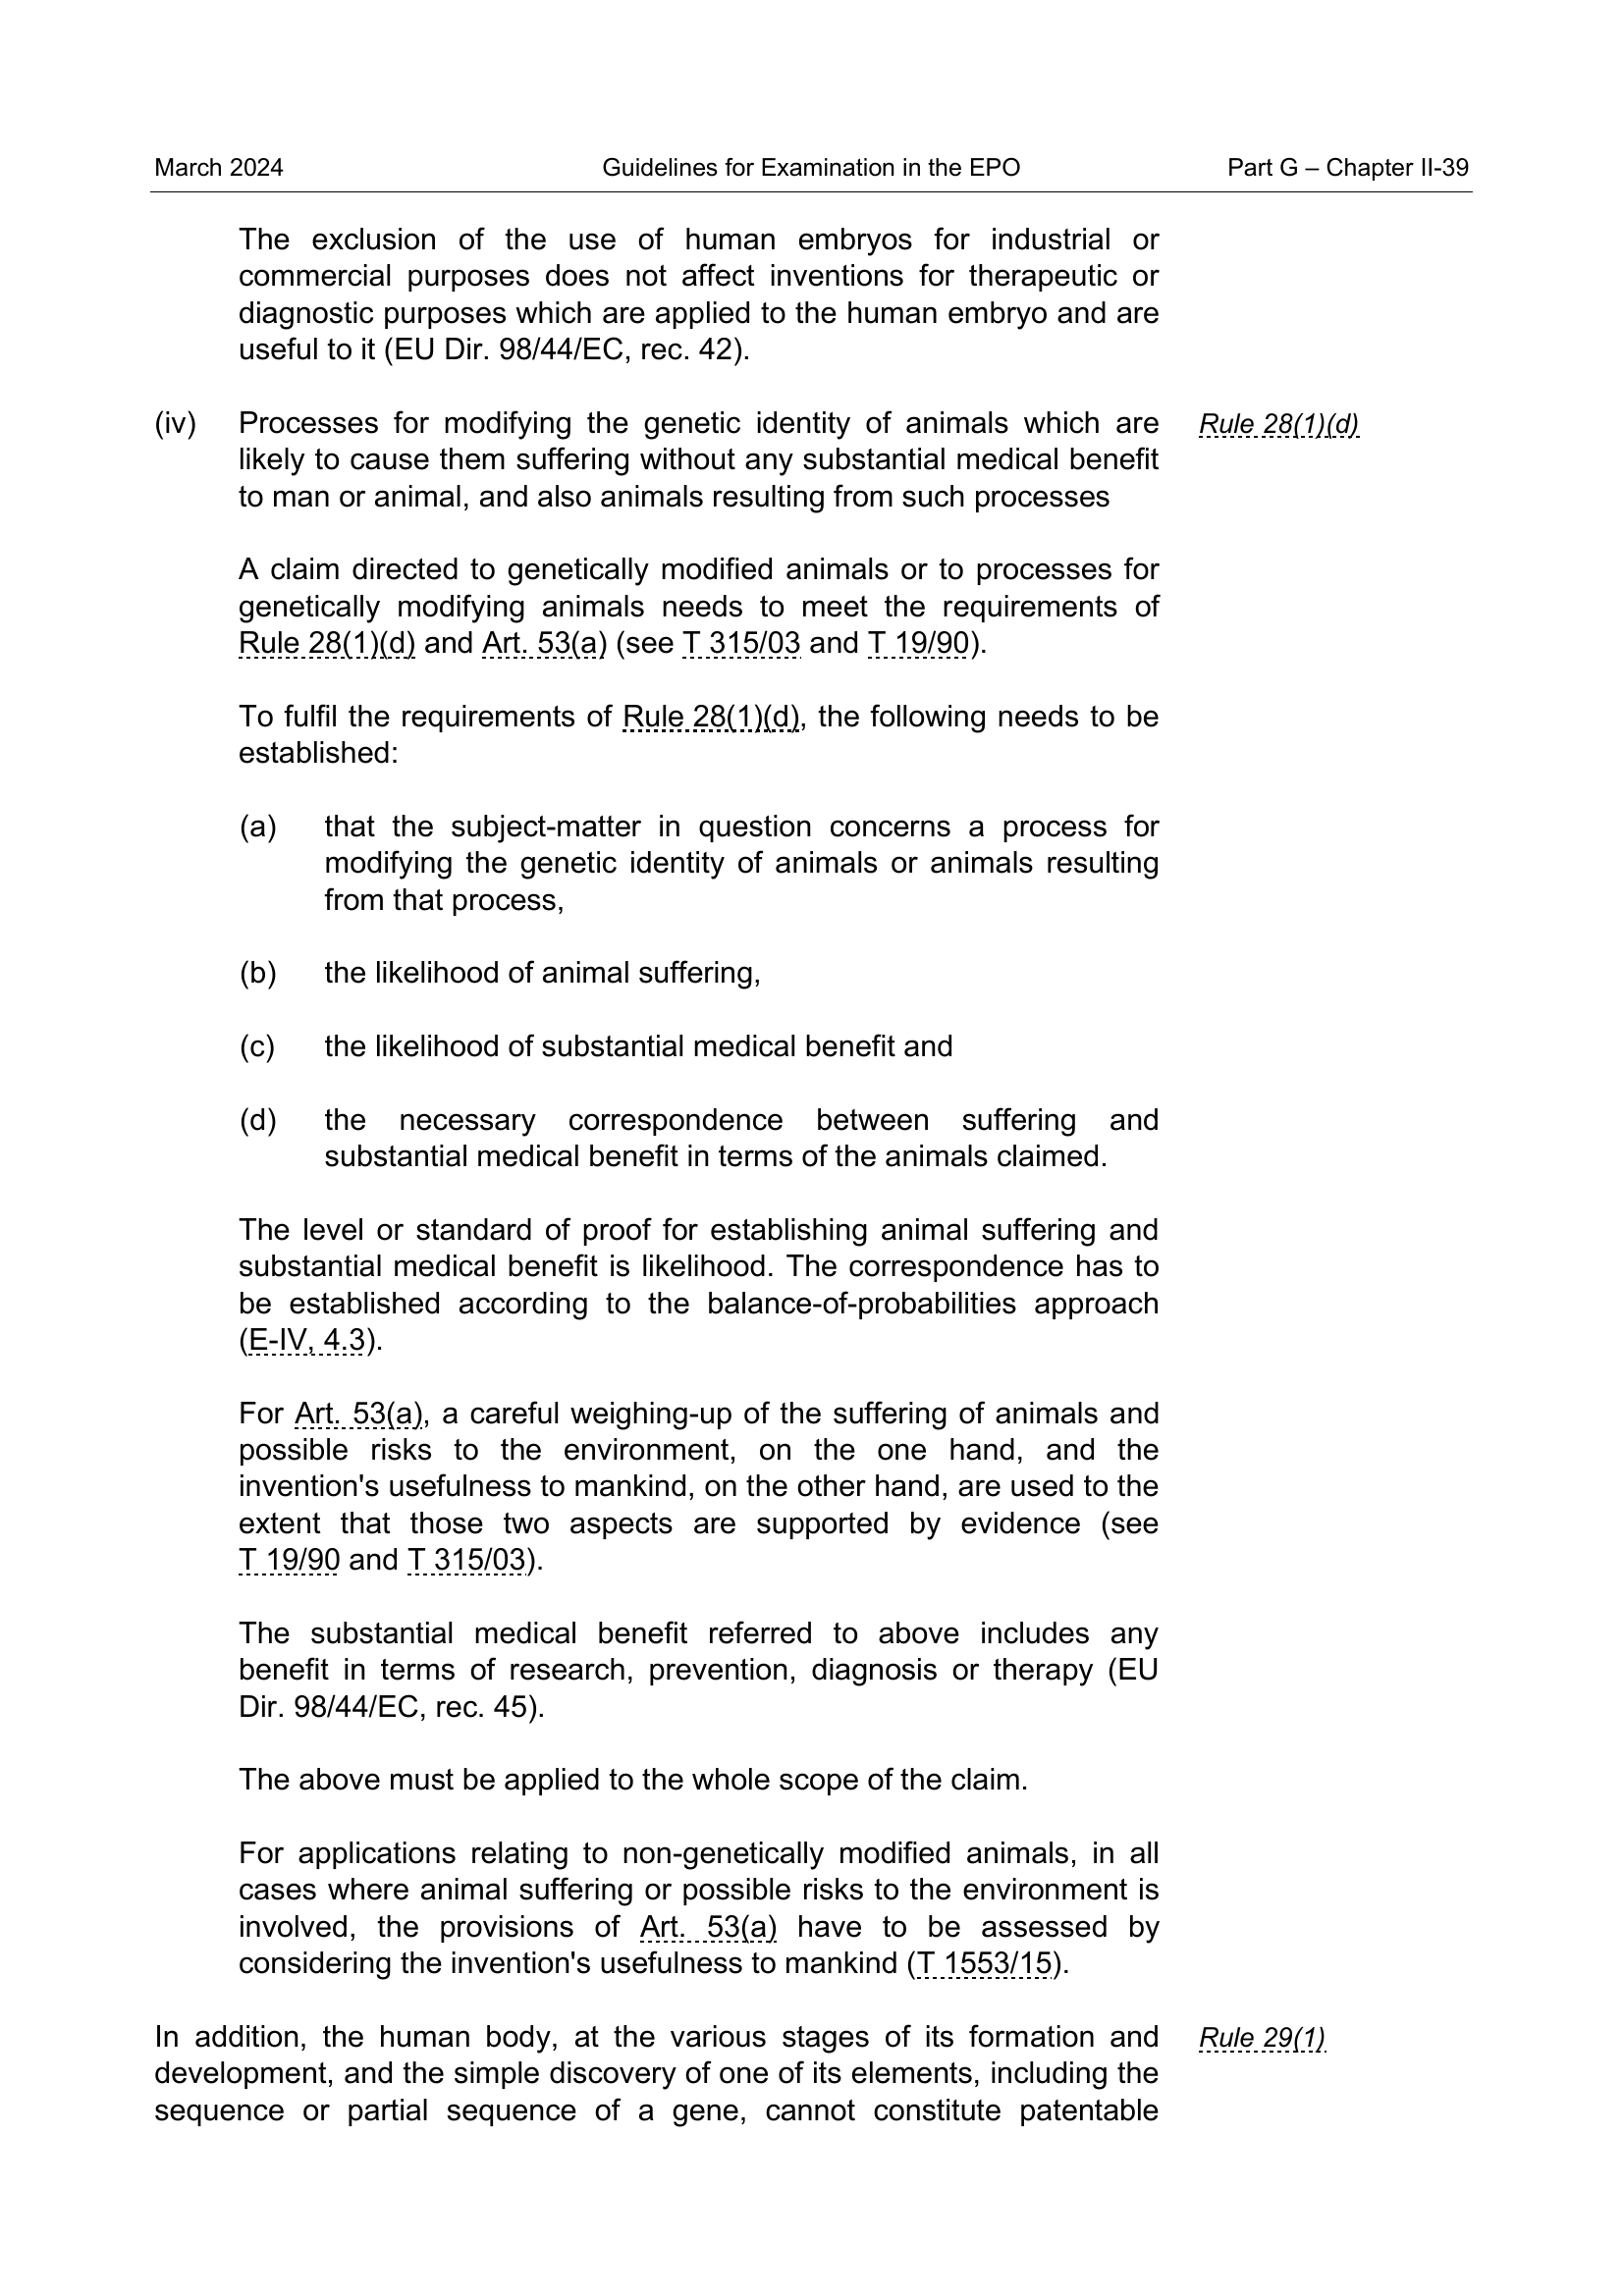 March 2024 Guidelines for Examination in the EPO Part G – Chapter II-39
The exclusion of the use of human embryos for industrial or
commercial purposes does not affect inventions for therapeutic or
diagnostic purposes which are applied to the human embryo and are
useful to it (EU Dir. 98/44/EC, rec. 42).
(iv) Processes for modifying the genetic identity of animals which are Rule 28(1)(d)
likely to cause them suffering without any substantial medical benefit
to man or animal, and also animals resulting from such processes
A claim directed to genetically modified animals or to processes for
genetically modifying animals needs to meet the requirements of
Rule 28(1)(d) and Art. 53(a) (see T 315/03 and T 19/90).
To fulfil the requirements of Rule 28(1)(d), the following needs to be
established:
(a) that the subject-matter in question concerns a process for
modifying the genetic identity of animals or animals resulting
from that process,
(b) the likelihood of animal suffering,
(c) the likelihood of substantial medical benefit and
(d) the necessary correspondence between suffering and
substantial medical benefit in terms of the animals claimed.
The level or standard of proof for establishing animal suffering and
substantial medical benefit is likelihood. The correspondence has to
be established according to the balance-of-probabilities approach
(E-IV, 4.3).
For Art. 53(a), a careful weighing-up of the suffering of animals and
possible risks to the environment, on the one hand, and the
invention's usefulness to mankind, on the other hand, are used to the
extent that those two aspects are supported by evidence (see
T 19/90 and T 315/03).
The substantial medical benefit referred to above includes any
benefit in terms of research, prevention, diagnosis or therapy (EU
Dir. 98/44/EC, rec. 45).
The above must be applied to the whole scope of the claim.
For applications relating to non-genetically modified animals, in all
cases where animal suffering or possible risks to the environment is
involved, the provisions of Art. 53(a) have to be assessed by
considering the invention's usefulness to mankind (T 1553/15).
In addition, the human body, at the various stages of its formation and Rule 29(1)
development, and the simple discovery of one of its elements, including the
sequence or partial sequence of a gene, cannot constitute patentable